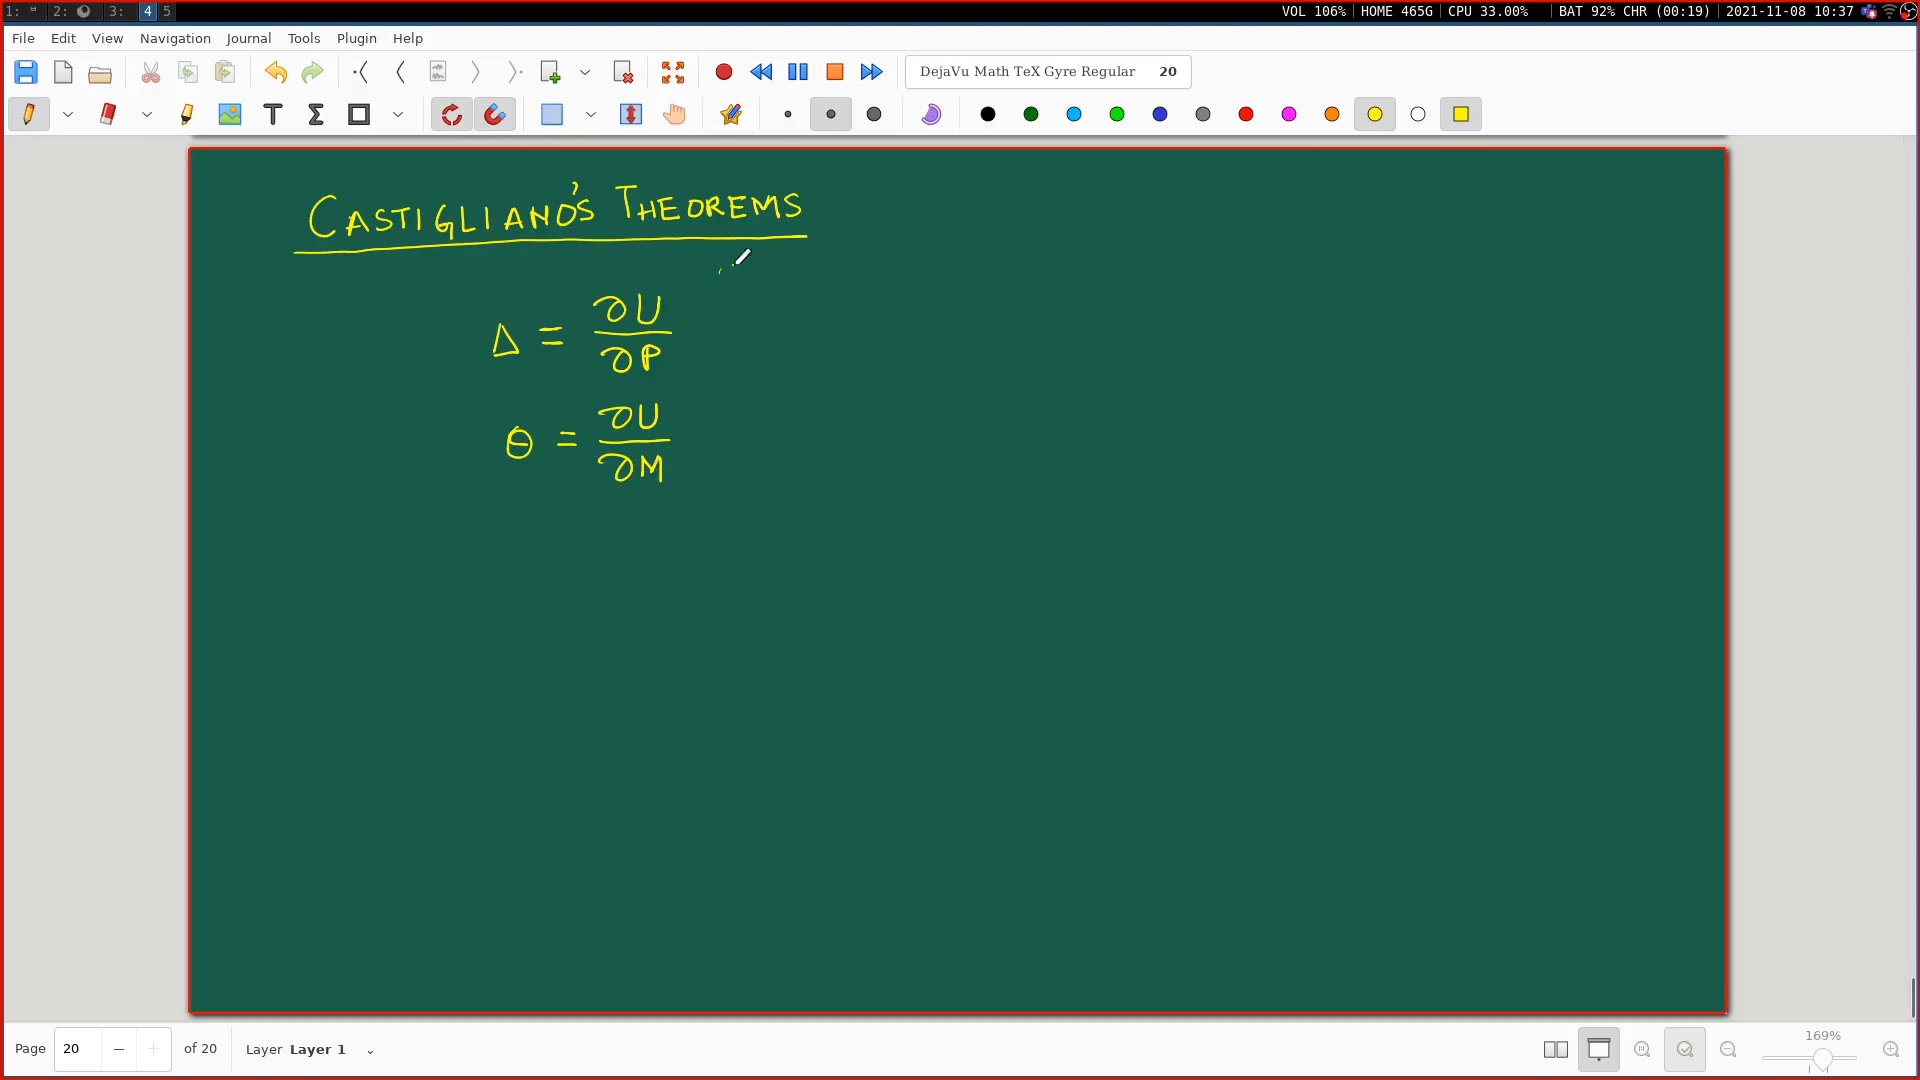 1: 2: 3: 4 5 VOL 106% HOME 465G CPU 33.00% BAT 92% CHR (00:19) 2021-11-08 10:37
File Edit View Navigation Journal Tools Plugin Help
DejaVu Math TeX Gyre Regular 20
T Σ
CASTIGLIANO'S THEOREMS
Δ = ∂U/∂P
θ = ∂U/∂M
Page 20 of 20 Layer Layer 1 169%